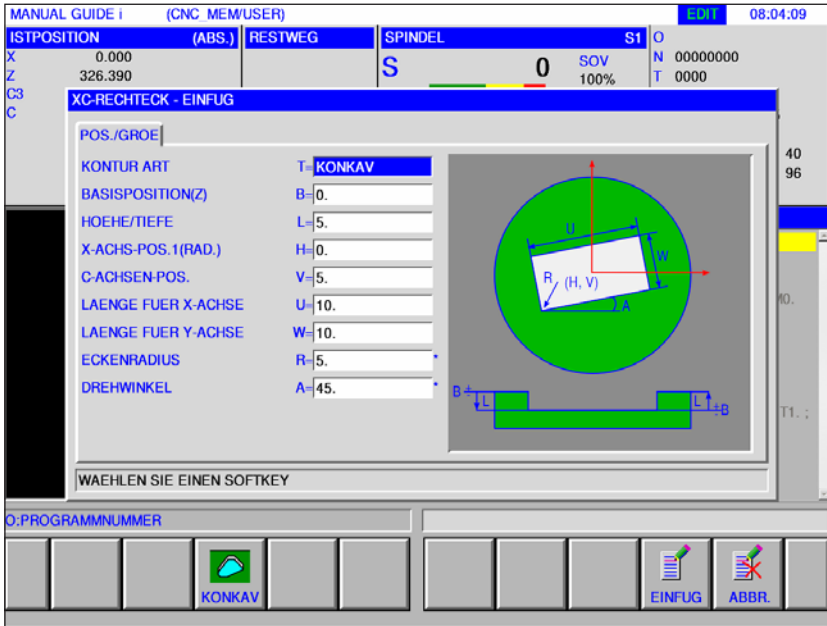 MANUAL GUIDE i (CNC_MEM/USER) EDIT 08:04:09
ISTPOSITION (ABS.) RESTWEG SPINDEL S1 O
X 0.000 S 0 SOV N 00000000
Z 326.390 100% T 0000
C3
C
XC-RECHTECK - EINFUG
POS./GROE
KONTUR ART T=KONKAV
BASISPOSITION(Z) B=0.
HOEHE/TIEFE L=5.
X-ACHS-POS.1(RAD.) H=0.
C-ACHSEN-POS. V=5.
LAENGE FUER X-ACHSE U=10.
LAENGE FUER Y-ACHSE W=10.
ECKENRADIUS R=5. *
DREHWINKEL A=45. *
U
W
R (H, V)
A
B ± L L ±B
40
96
M0.
T1. ;
WAEHLEN SIE EINEN SOFTKEY
O:PROGRAMMNUMMER
KONKAV EINFUG ABBR.